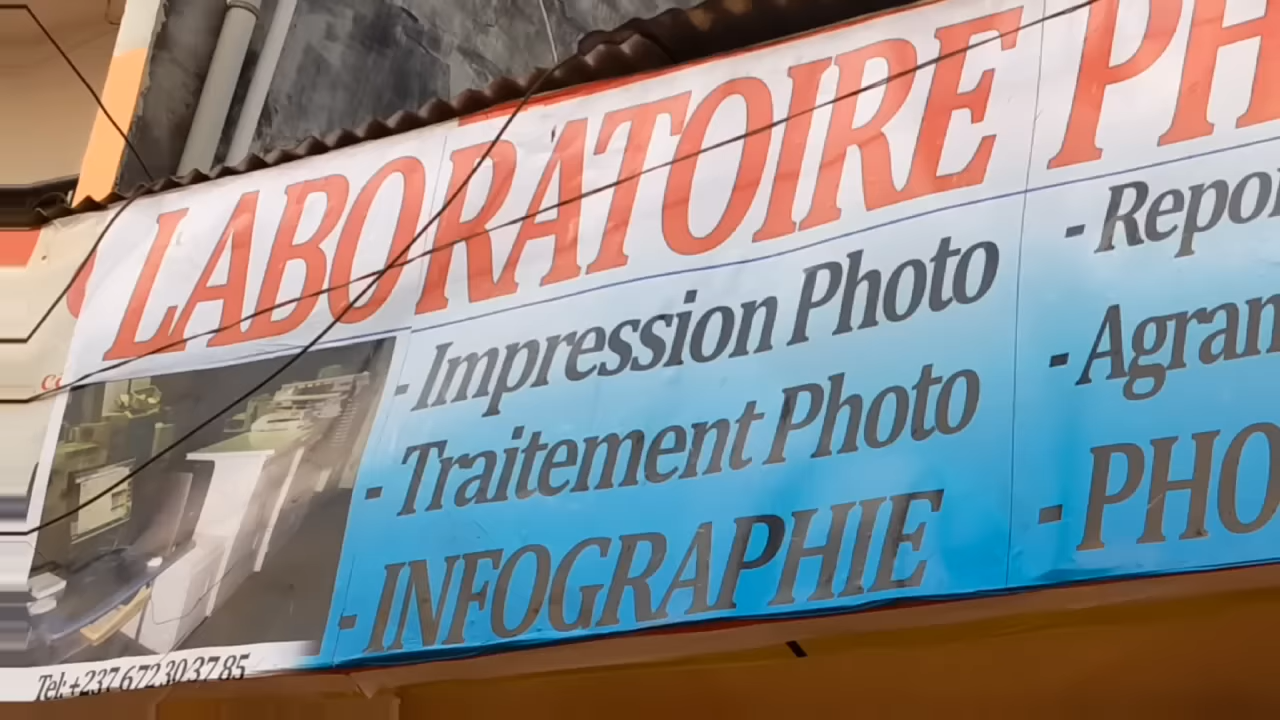 LABORATOIRE PH
- Impression Photo
- Traitement Photo
- INFOGRAPHIE
- Repor
- Agran
- PHO
Tel: +237 672 30 37 85